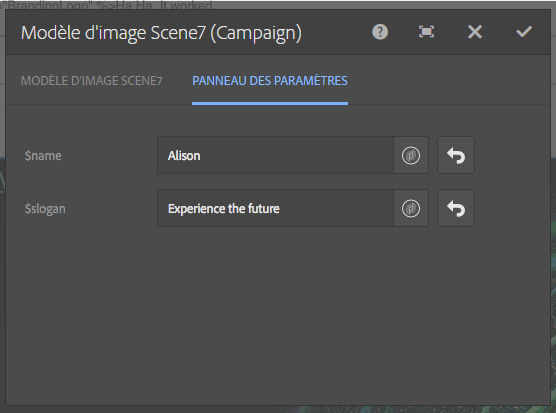 ="BrandingLogo" %>Ha Ha, It worked.
Modèle d'image Scene7 (Campaign)
MODÈLE D'IMAGE SCENE7 PANNEAU DES PARAMÈTRES
$name Alison
$slogan Experience the future